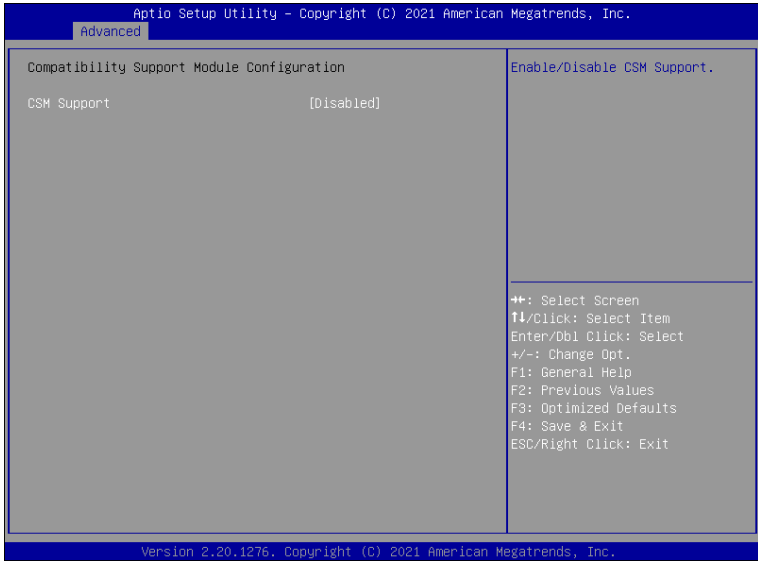 Aptio Setup Utility – Copyright (C) 2021 American Megatrends, Inc.
Advanced
Compatibility Support Module Configuration
CSM Support [Disabled]
Enable/Disable CSM Support.
→←: Select Screen
↑↓/Click: Select Item
Enter/Dbl Click: Select
+/-: Change Opt.
F1: General Help
F2: Previous Values
F3: Optimized Defaults
F4: Save & Exit
ESC/Right Click: Exit
Version 2.20.1276. Copyright (C) 2021 American Megatrends, Inc.